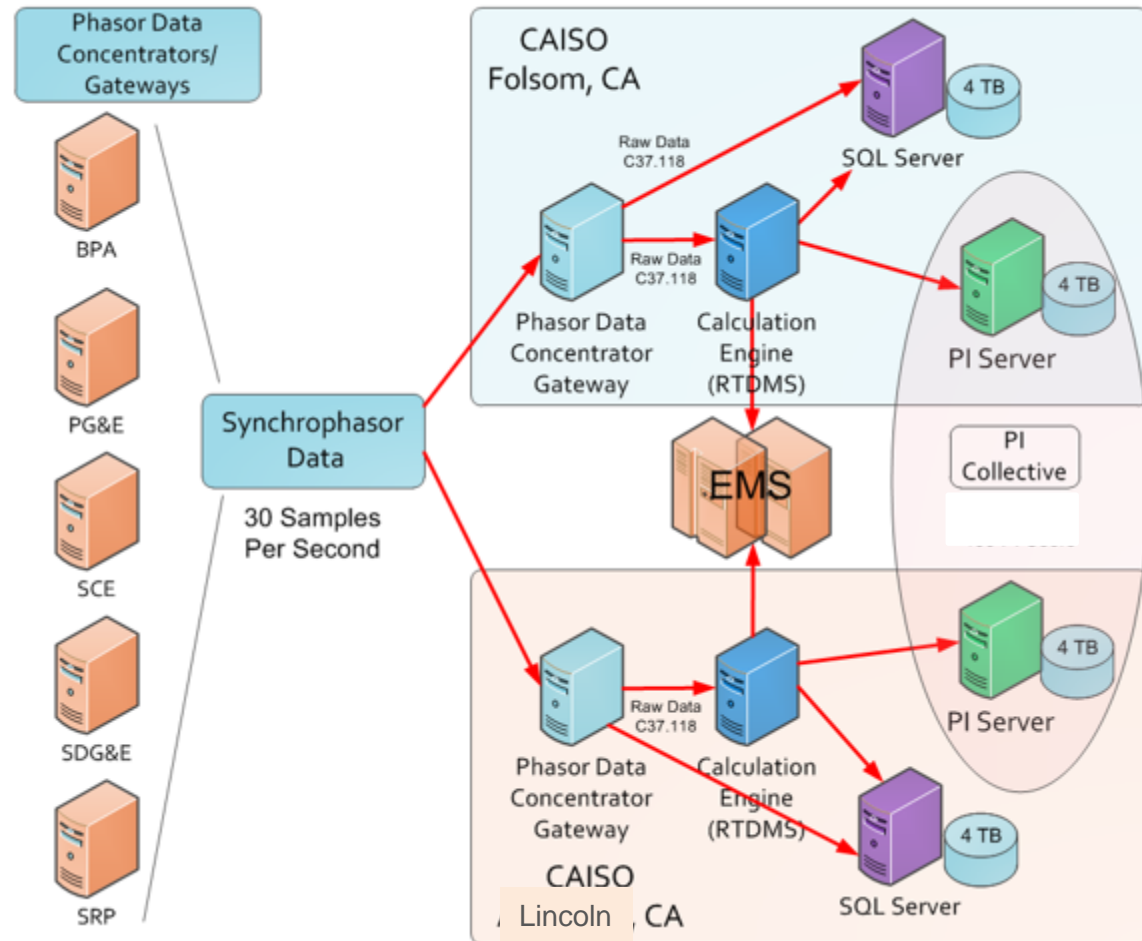 Phasor Data
Concentrators/
Gateways
BPA
PG&E
SCE
SDG&E
SRP
Synchrophasor
Data
30 Samples
Per Second
CAISO
Folsom, CA
Raw Data
C37.118
Raw Data
C37.118
Phasor Data
Concentrator
Gateway
Calculation
Engine
(RTDMS)
4 TB
SQL Server
4 TB
PI Server
EMS
PI
Collective
Raw Data
C37.118
Phasor Data
Concentrator
Gateway
Calculation
Engine
(RTDMS)
4 TB
PI Server
4 TB
SQL Server
CAISO
Lincoln, CA